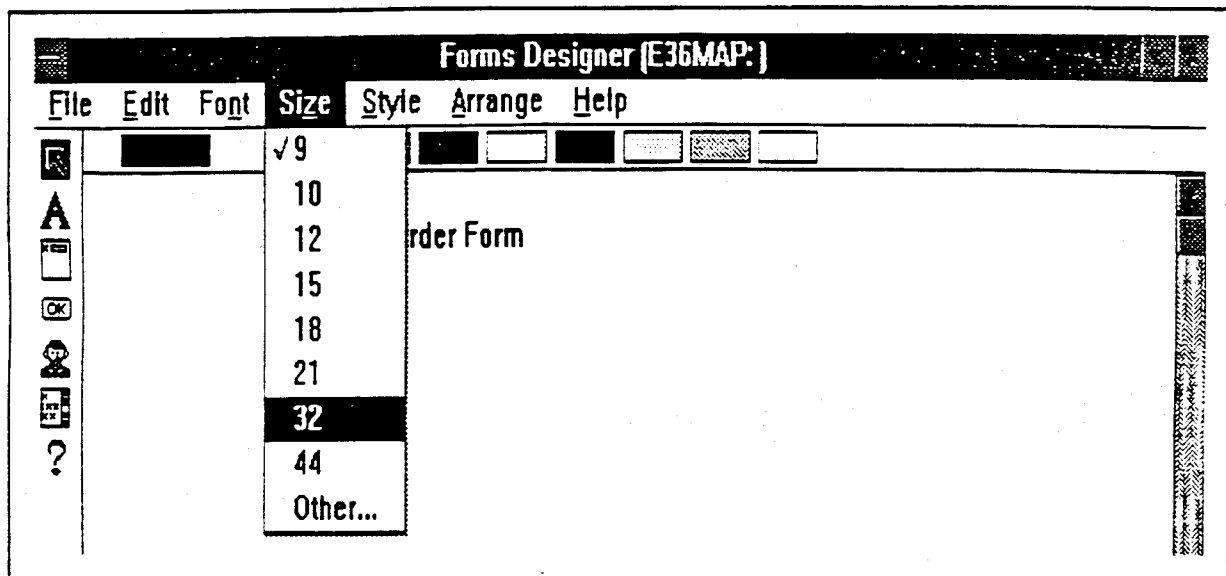 Forms Designer (E36MAP: )
File Edit Font Size Style Arrange Help
√9
10
A
12 rder Form
15
OK
18
21
32
?
44
Other...